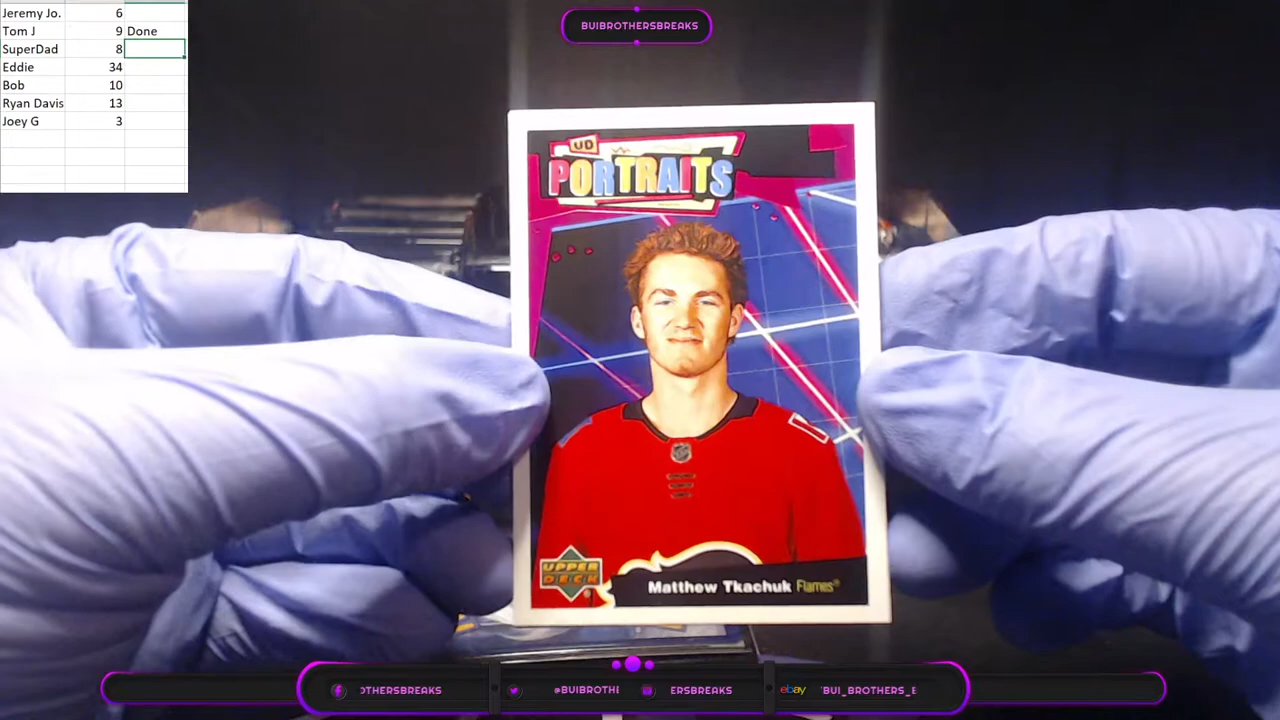 Jeremy Jo. 6
Tom J 9 Done
SuperDad 8
Eddie 34
Bob 10
Ryan Davis 13
Joey G 3
BUIBROTHERSBREAKS
UD
PORTRAITS
UPPER
DECK
Matthew Tkachuk Flames
OTHERSBREAKS
@BUIBROTHE
ERSBREAKS
ebay
BUI_BROTHERS_E